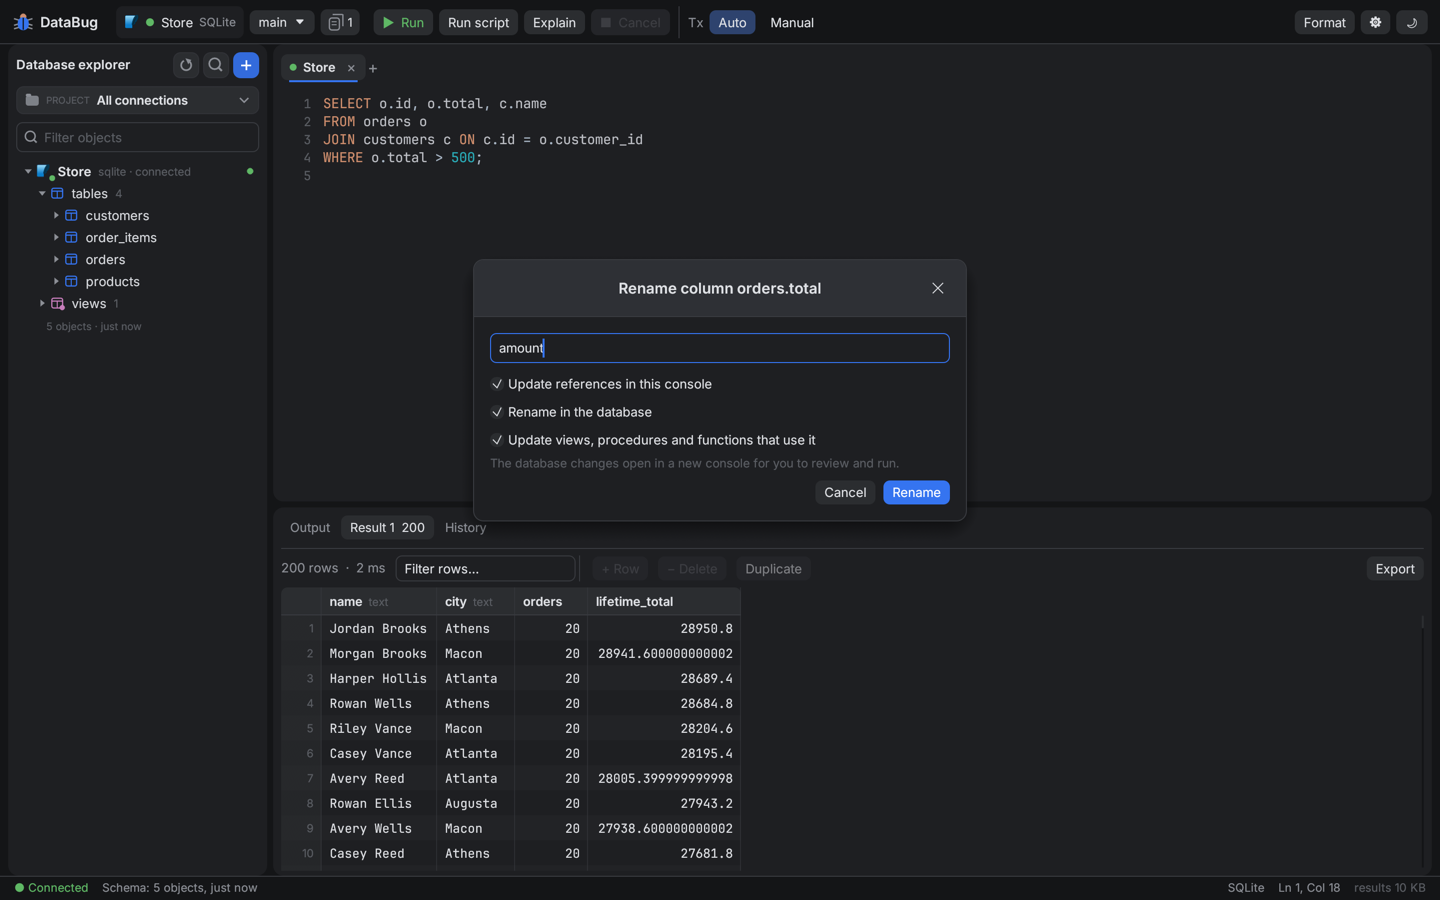 DataBug
Store SQLite
main
1
Run
Run script
Explain
Cancel
Tx
Auto
Manual
Format
Database explorer
PROJECT All connections
Filter objects
Store sqlite · connected
tables 4
customers
order_items
orders
products
views 1
5 objects · just now
Store
1 SELECT o.id, o.total, c.name
2 FROM orders o
3 JOIN customers c ON c.id = o.customer_id
4 WHERE o.total > 500;
5
Rename column orders.total
amount
Update references in this console
Rename in the database
Update views, procedures and functions that use it
The database changes open in a new console for you to review and run.
Cancel
Rename
Output
Result 1 200
History
200 rows · 2 ms
Filter rows...
+ Row
− Delete
Duplicate
Export
name text city text orders lifetime_total
1 Jordan Brooks Athens 20 28950.8
2 Morgan Brooks Macon 20 28941.600000000002
3 Harper Hollis Atlanta 20 28689.4
4 Rowan Wells Athens 20 28684.8
5 Riley Vance Macon 20 28204.6
6 Casey Vance Atlanta 20 28195.4
7 Avery Reed Atlanta 20 28005.399999999998
8 Rowan Ellis Augusta 20 27943.2
9 Avery Wells Macon 20 27938.600000000002
10 Casey Reed Athens 20 27681.8
Connected
Schema: 5 objects, just now
SQLite
Ln 1, Col 18
results 10 KB